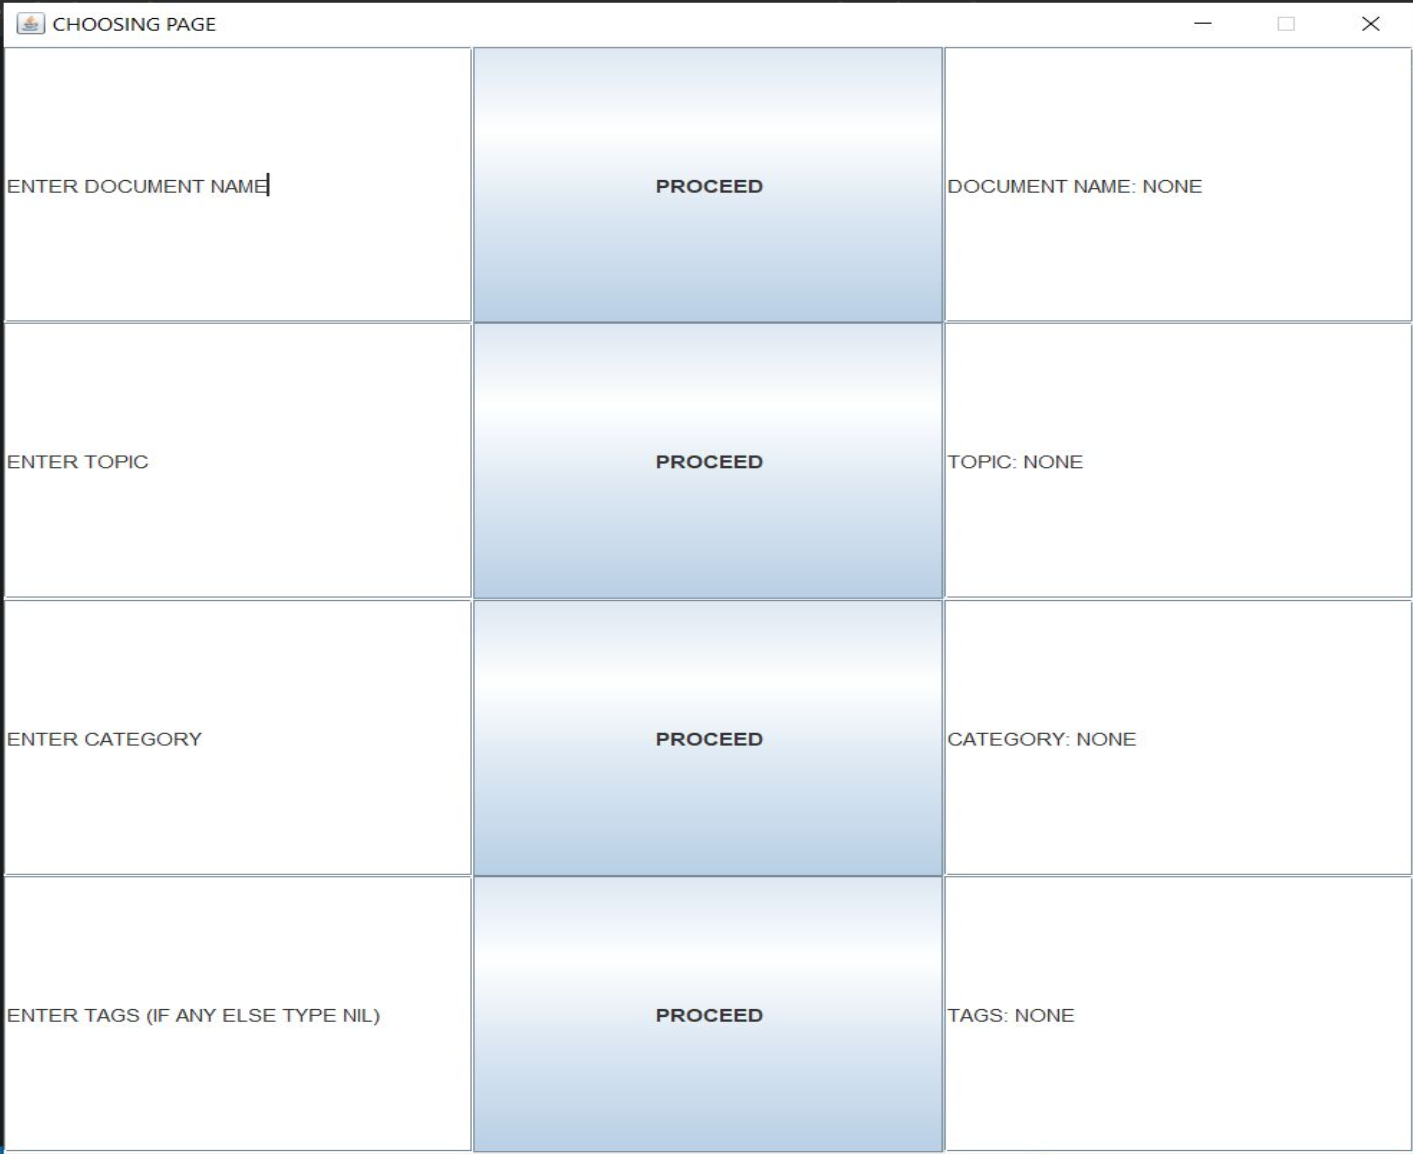 CHOOSING PAGE
ENTER DOCUMENT NAME
PROCEED
DOCUMENT NAME: NONE
ENTER TOPIC
PROCEED
TOPIC: NONE
ENTER CATEGORY
PROCEED
CATEGORY: NONE
ENTER TAGS (IF ANY ELSE TYPE NIL)
PROCEED
TAGS: NONE